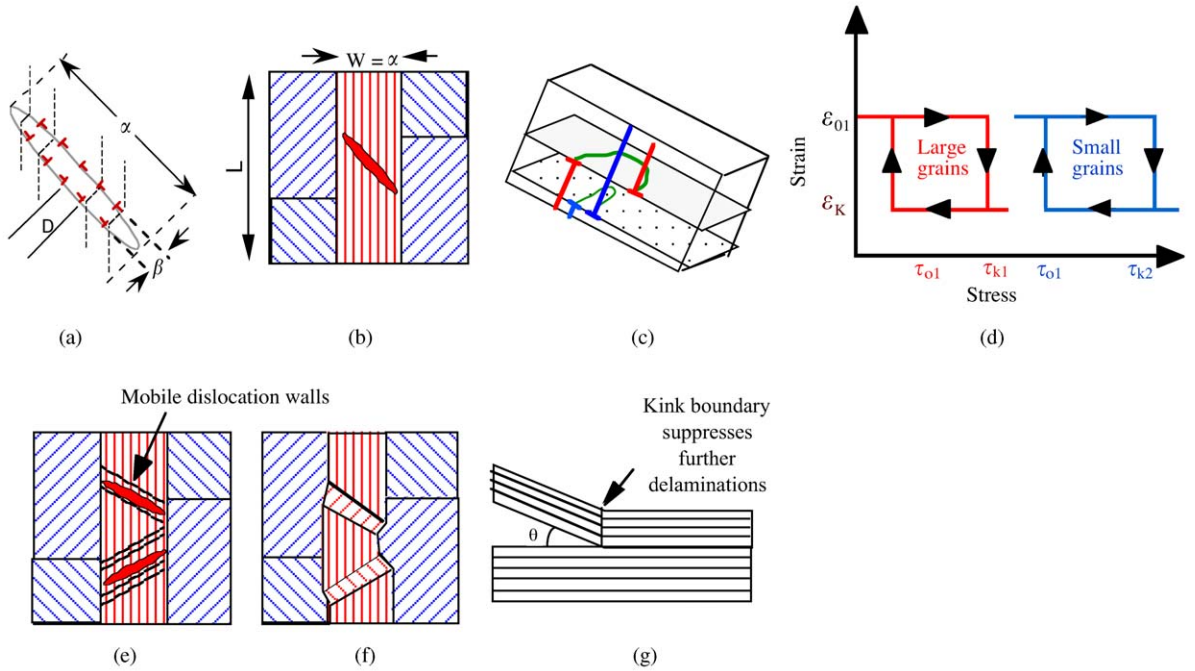 α
D
β
(a)
W = α
L
(b)
(c)
Strain
ε01
εK
Large
grains
Small
grains
τo1
τk1
τo1
τk2
Stress
(d)
Mobile dislocation walls
(e)
(f)
Kink boundary
suppresses
further
delaminations
θ
(g)